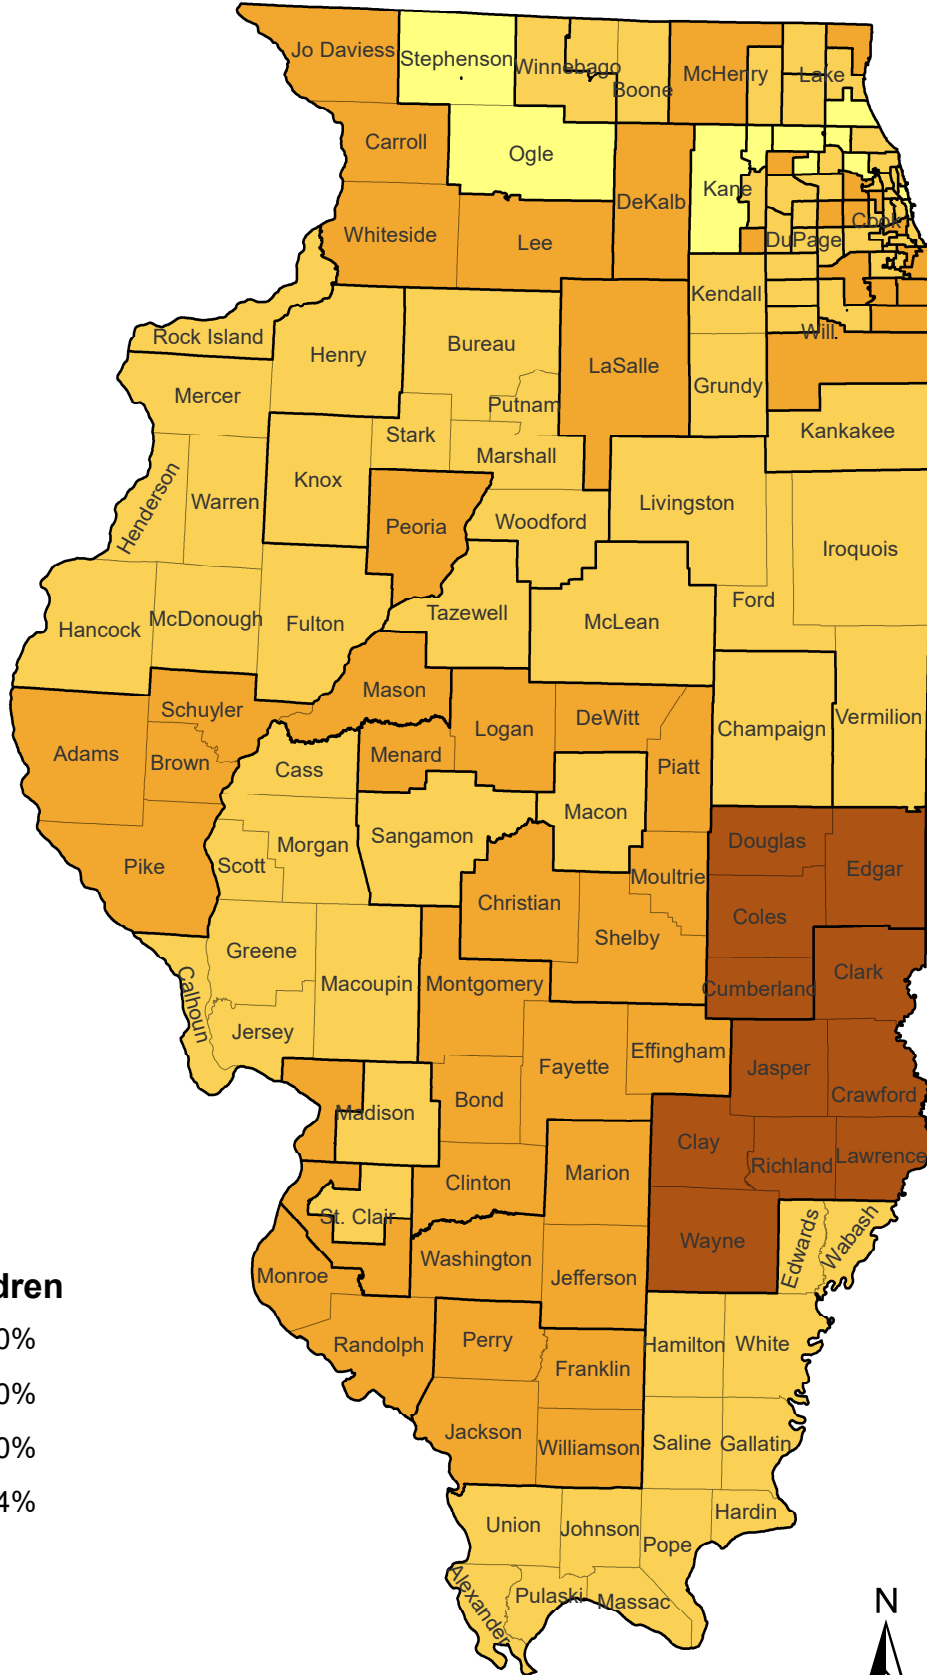 Jo Daviess
Stephenson
Winnebago
Boone
McHenry
Lake
Carroll
Ogle
DeKalb
Kane
Cook
DuPage
Whiteside
Lee
Kendall
Rock Island
Henry
Bureau
LaSalle
Will
Grundy
Mercer
Putnam
Stark
Marshall
Kankakee
Henderson
Warren
Knox
Peoria
Woodford
Livingston
Iroquois
Ford
Hancock
McDonough
Fulton
Tazewell
McLean
Mason
Schuyler
Logan
DeWitt
Champaign
Vermilion
Adams
Brown
Menard
Piatt
Cass
Macon
Sangamon
Morgan
Scott
Pike
Christian
Moultrie
Douglas
Edgar
Coles
Shelby
Greene
Macoupin
Montgomery
Cumberland
Clark
Calhoun
Jersey
Effingham
Fayette
Jasper
Crawford
Bond
Madison
Clay
Richland
Lawrence
Marion
Clinton
St. Clair
Wayne
Edwards
Wabash
Washington
Jefferson
Monroe
Randolph
Perry
Franklin
Hamilton
White
Jackson
Williamson
Saline
Gallatin
Union
Johnson
Pope
Hardin
Alexander
Pulaski
Massac
dren
0%
0%
0%
4%
N